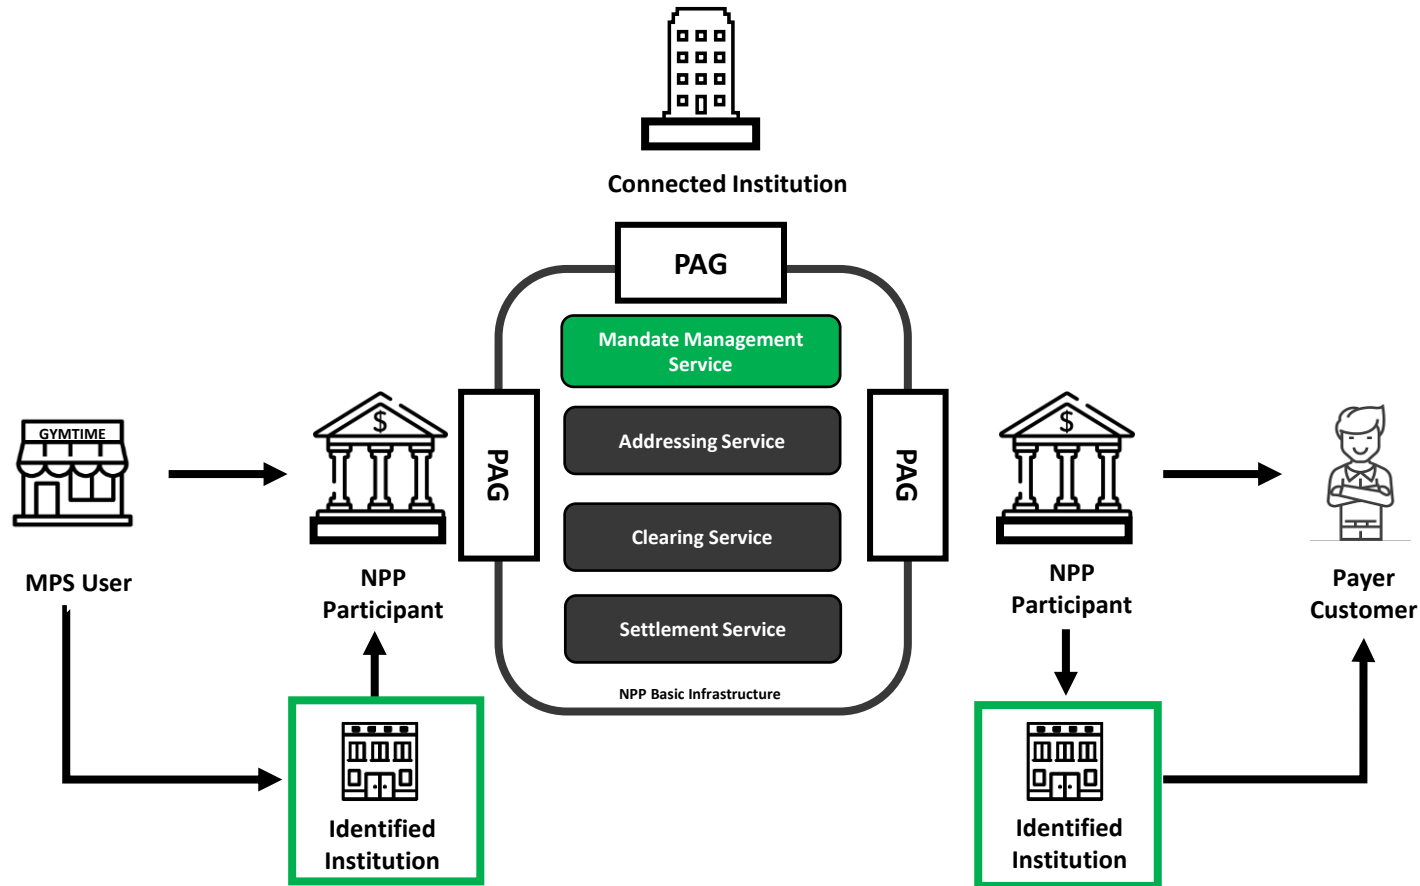 Connected Institution
PAG
Mandate Management
Service
GYMTIME
$
PAG
Addressing Service
PAG
$
Clearing Service
MPS User
NPP
Participant
NPP
Participant
Payer
Customer
Settlement Service
NPP Basic Infrastructure
Identified
Institution
Identified
Institution